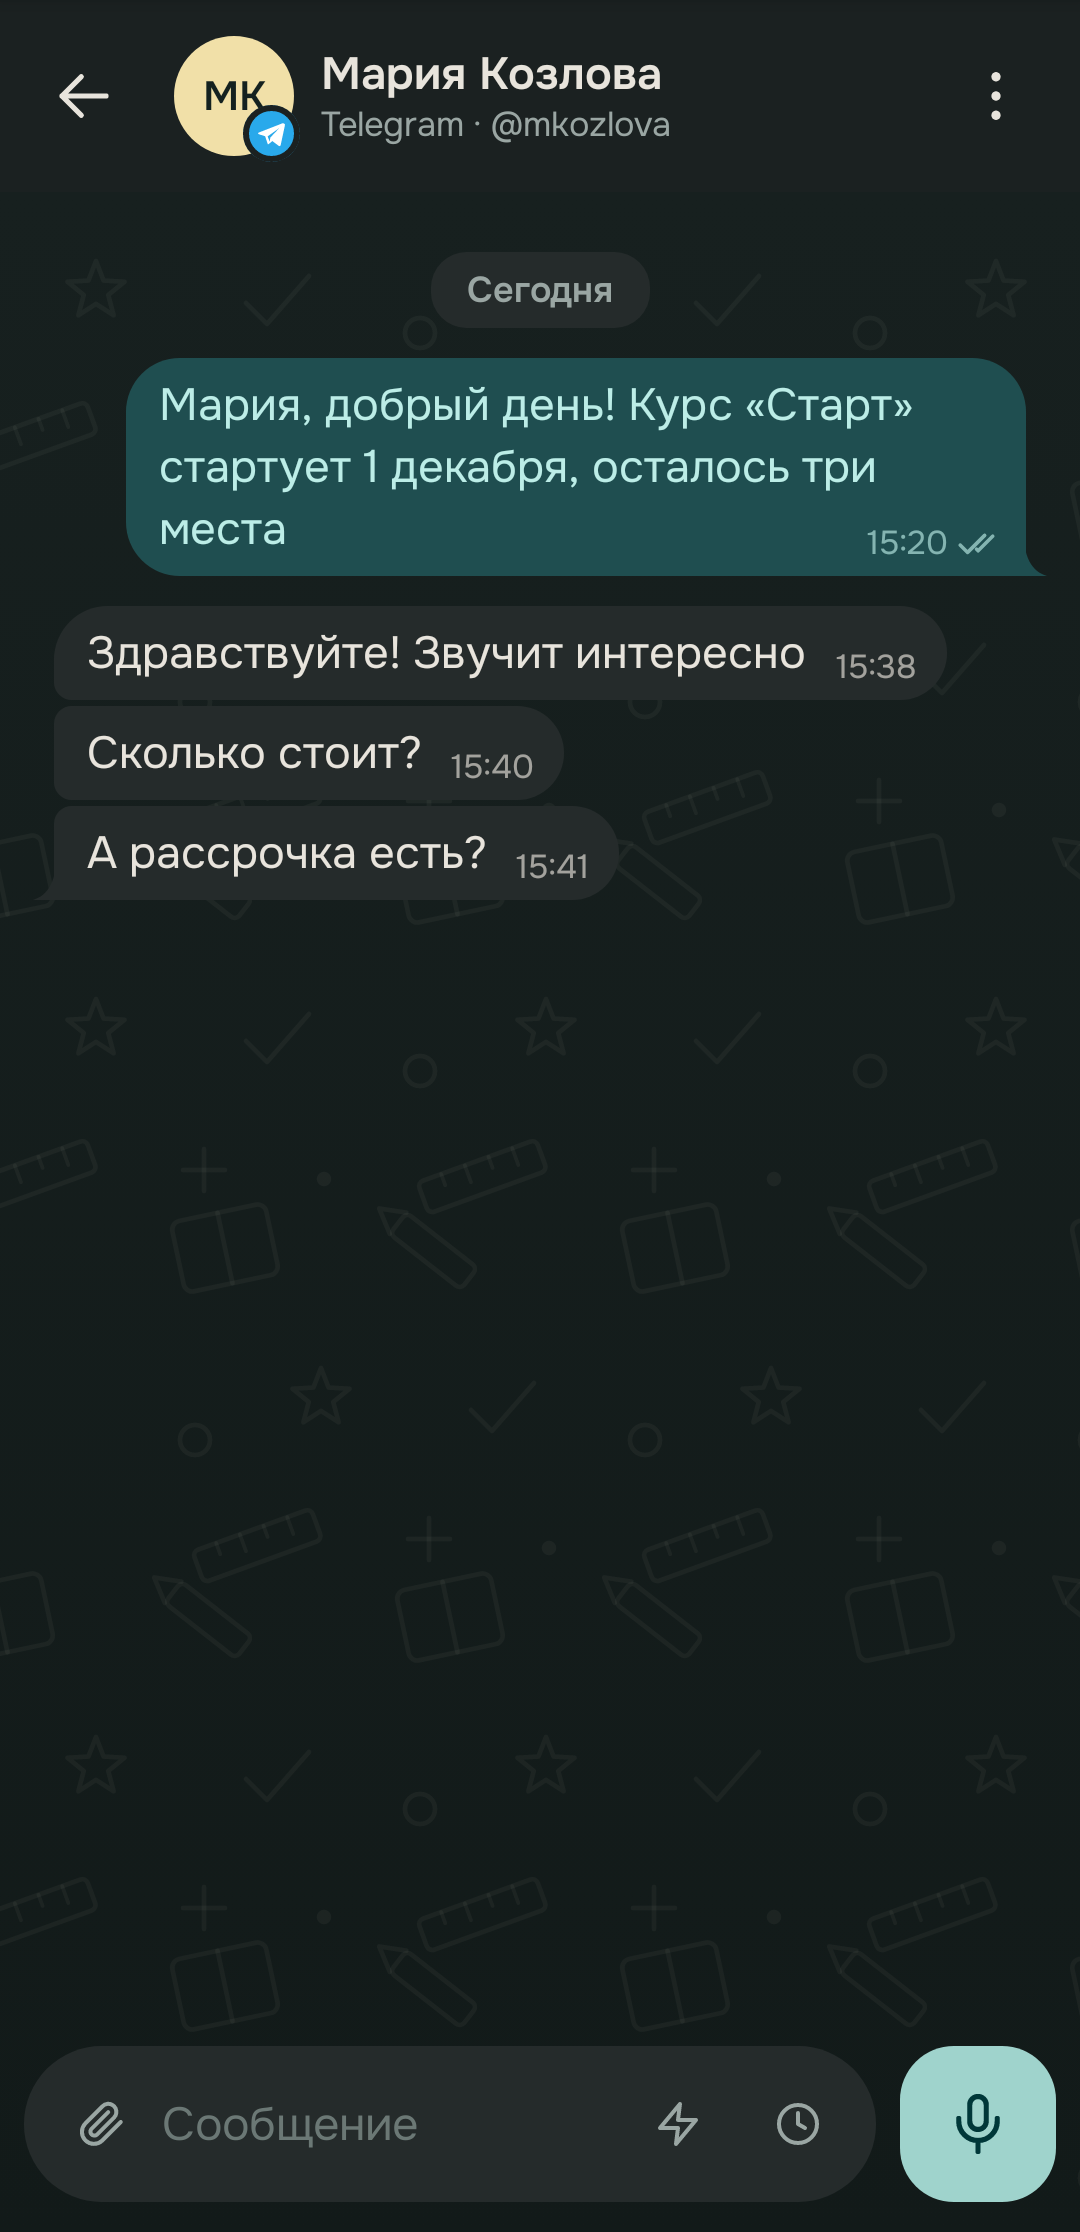 МК
Мария Козлова
Telegram · @mkozlova
Сегодня
Мария, добрый день! Курс «Старт»
стартует 1 декабря, осталось три
места
15:20
Здравствуйте! Звучит интересно 15:38
Сколько стоит? 15:40
А рассрочка есть? 15:41
Сообщение